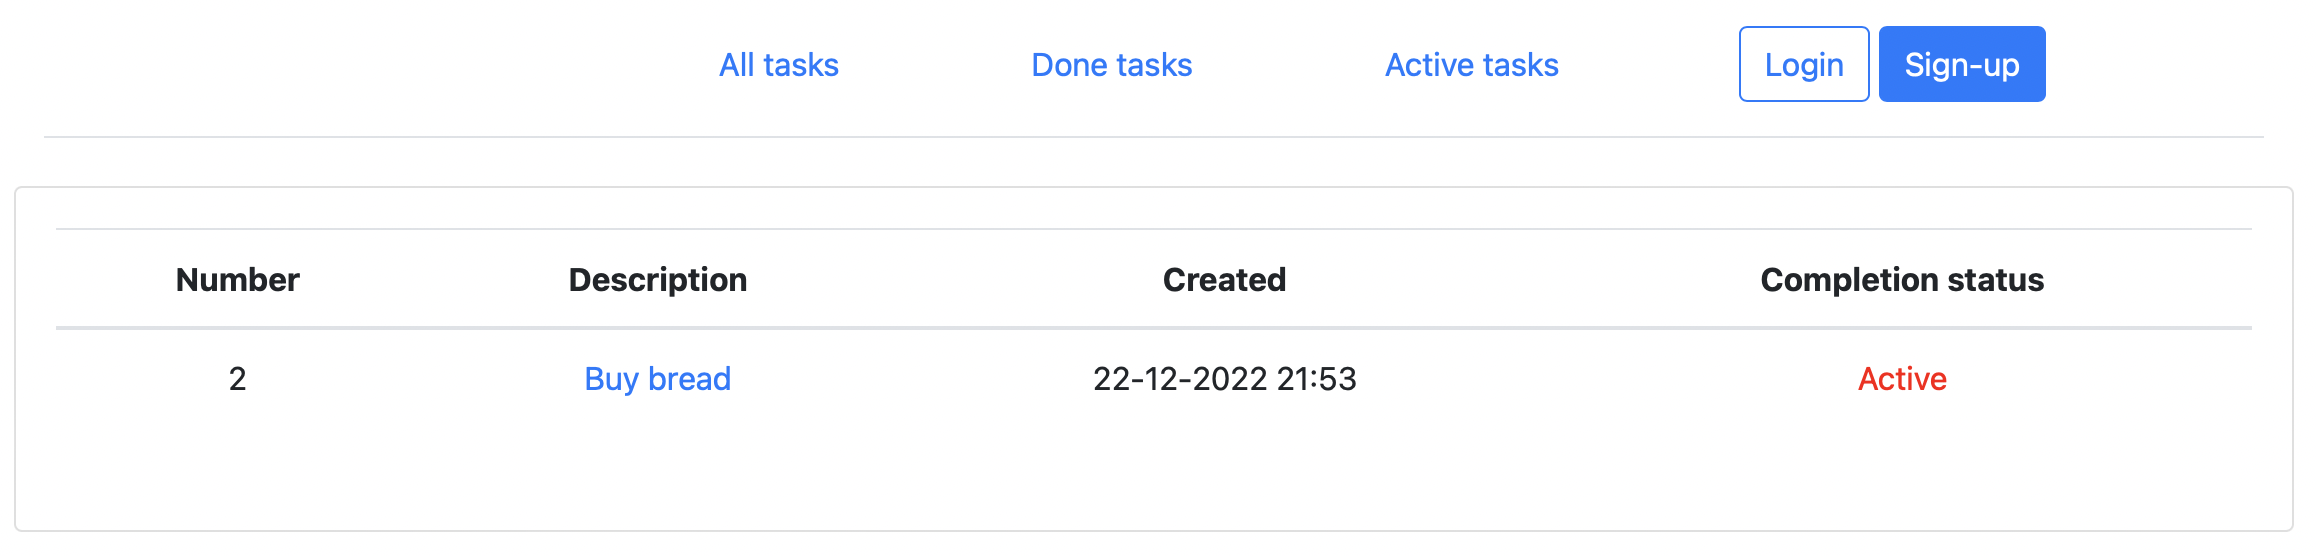 All tasks Done tasks Active tasks Login Sign-up
Number Description Created Completion status
2 Buy bread 22-12-2022 21:53 Active